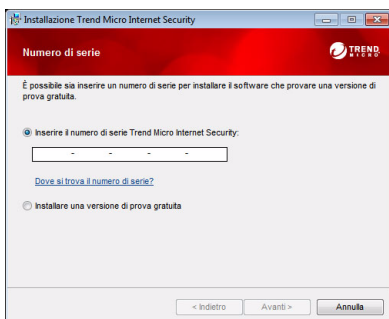 Installazione Trend Micro Internet Security
Numero di serie
TREND
MICRO
È possibile sia inserire un numero di serie per installare il software che provare una versione di
prova gratuita.
Inserire il numero di serie Trend Micro Internet Security:
- - - -
Dove si trova il numero di serie?
Installare una versione di prova gratuita
< Indietro
Avanti >
Annulla